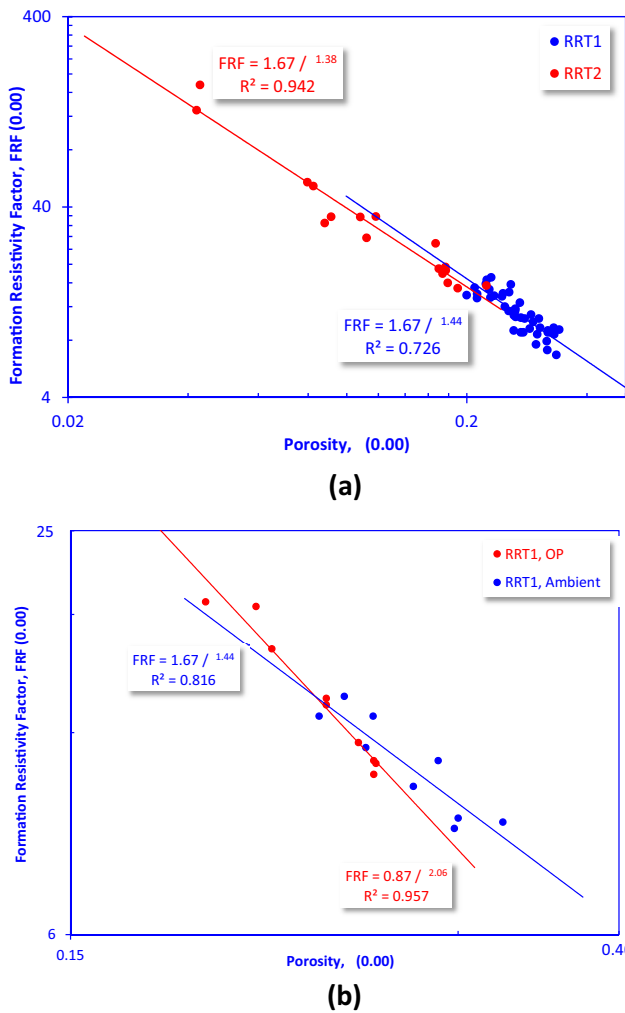 400
RRT1
RRT2
FRF = 1.67 / 1.38
R² = 0.942
Formation Resistivity Factor, FRF (0.00)
40
FRF = 1.67 / 1.44
R² = 0.726
4
0.02
0.2
Porosity, (0.00)
(a)
25
RRT1, OP
RRT1, Ambient
FRF = 1.67 / 1.44
R² = 0.816
Formation Resistivity Factor, FRF (0.00)
FRF = 0.87 / 2.06
R² = 0.957
6
0.15
0.40
Porosity, (0.00)
(b)